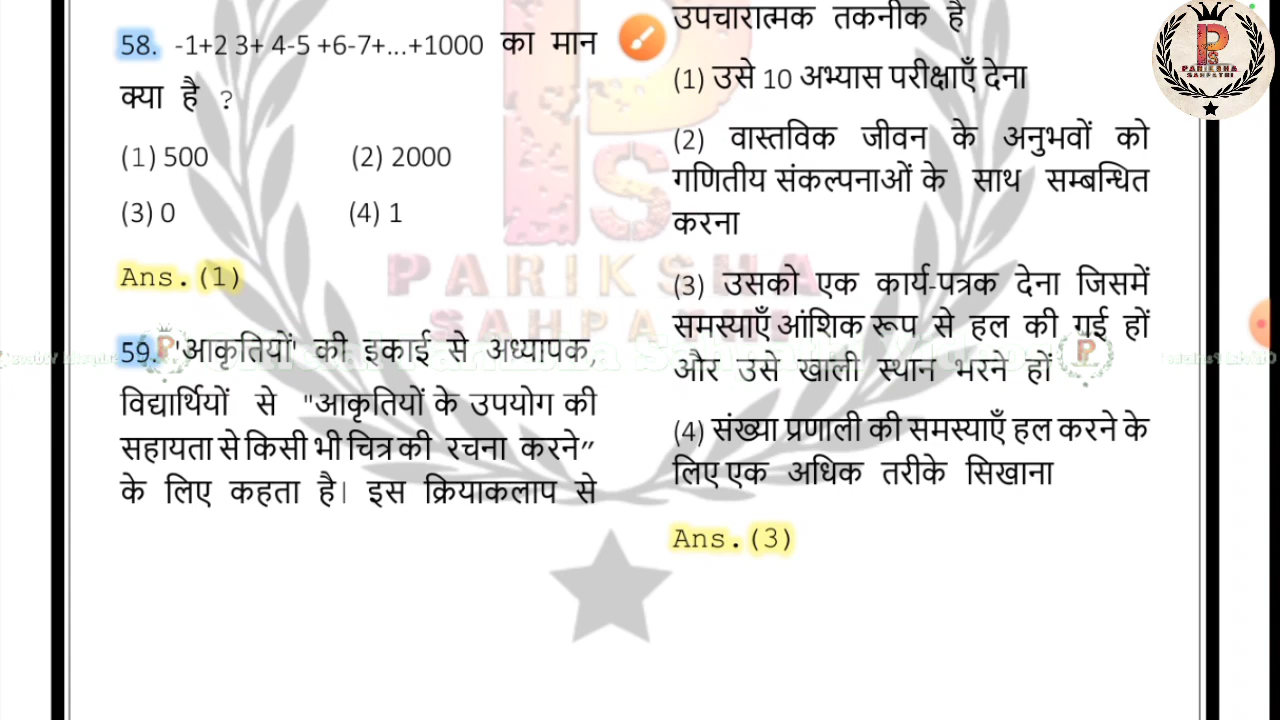 58. -1+2 3+ 4-5 +6-7+...+1000 का मान
क्या है ?
(1) 500 (2) 2000
(3) 0 (4) 1
Ans.(1)
59. 'आकृतियों' की इकाई से अध्यापक,
विद्यार्थियों से "आकृतियों के उपयोग की
सहायता से किसी भी चित्र की रचना करने”
के लिए कहता है। इस क्रियाकलाप से
उपचारात्मक तकनीक है
(1) उसे 10 अभ्यास परीक्षाएँ देना
(2) वास्तविक जीवन के अनुभवों को
गणितीय संकल्पनाओं के साथ सम्बन्धित
करना
(3) उसको एक कार्य-पत्रक देना जिसमें
समस्याएँ आंशिक रूप से हल की गई हों
और उसे खाली स्थान भरने हों
(4) संख्या प्रणाली की समस्याएँ हल करने के
लिए एक अधिक तरीके सिखाना
Ans.(3)
PARIKSHA
SAHPATHI
PARIKSHA
SAHPATHI